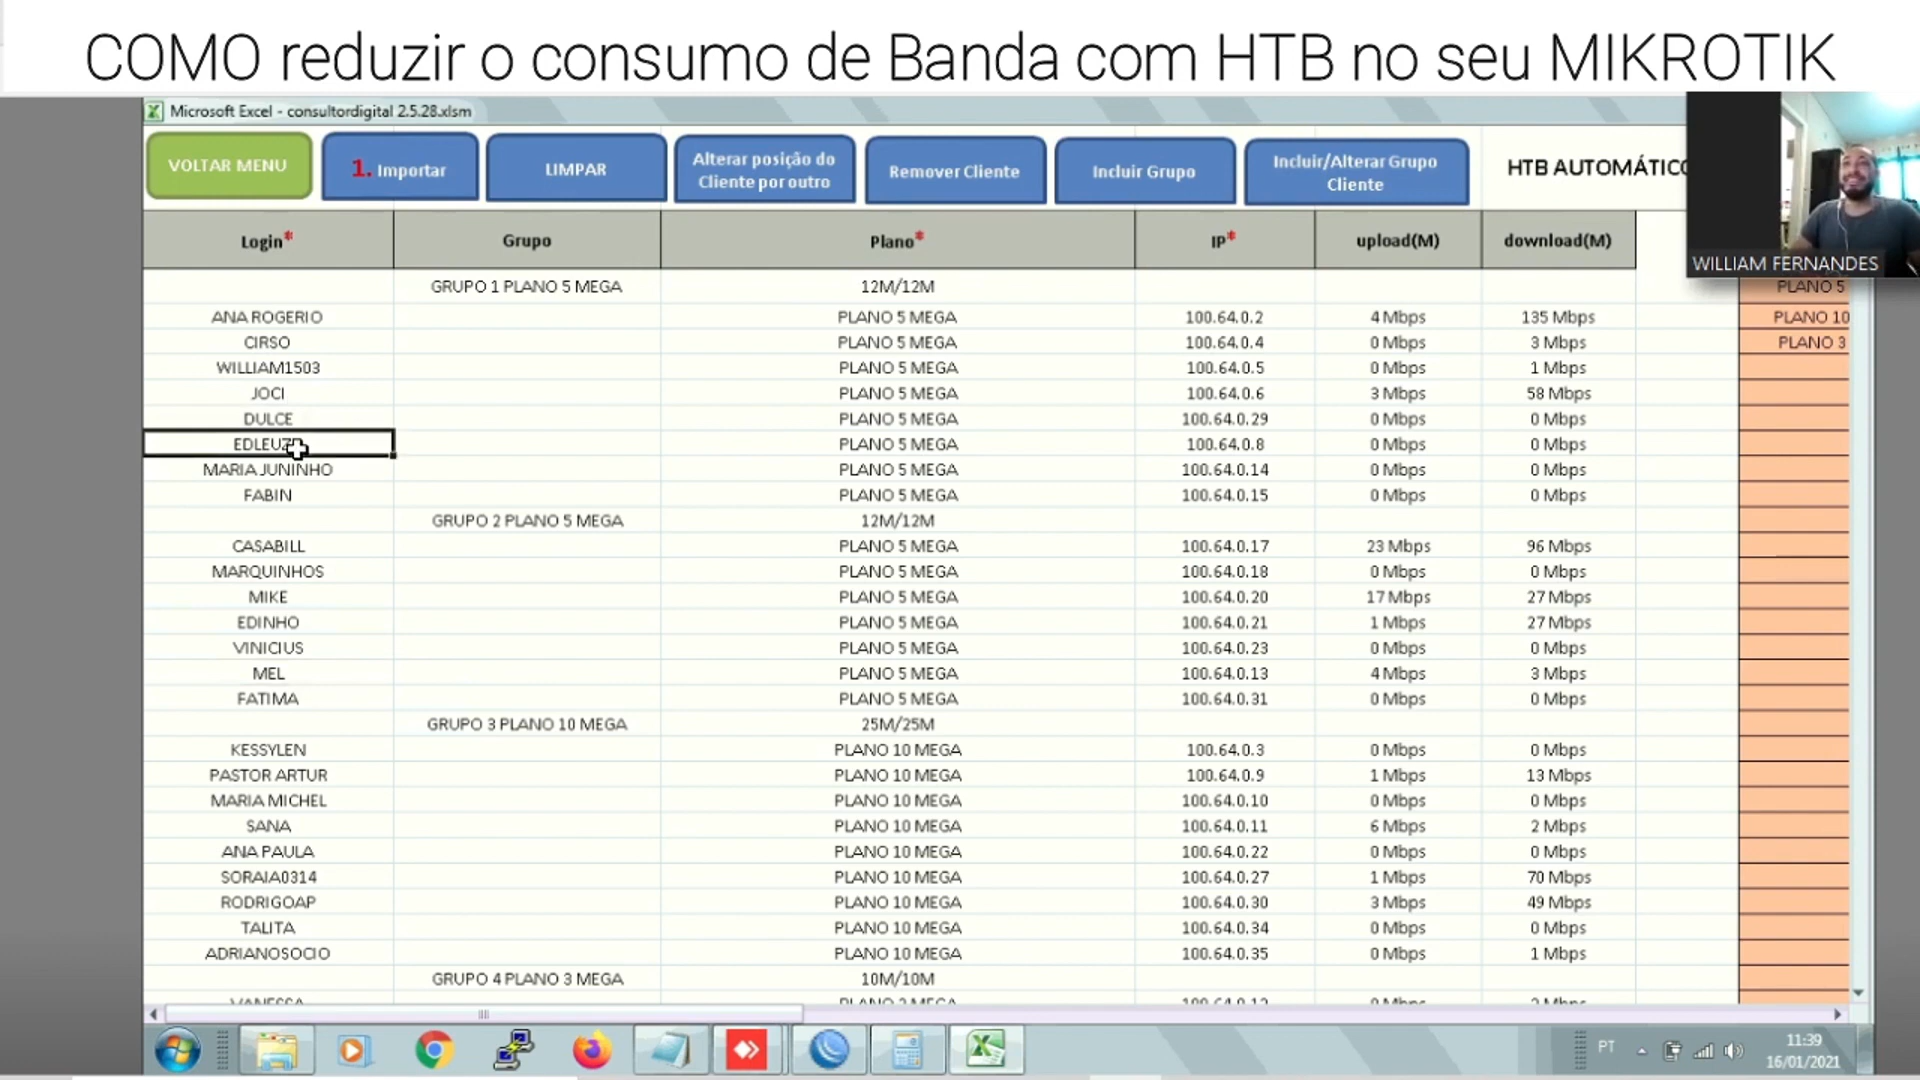 COMO reduzir o consumo de Banda com HTB no seu MIKROTIK
Microsoft Excel - consultordigital 2.5.28.xlsm
VOLTAR MENU
1. Importar
LIMPAR
Alterar posição do
Cliente por outro
Remover Cliente
Incluir Grupo
Incluir/Alterar Grupo
Cliente
HTB AUTOMÁTICO
WILLIAM FERNANDES
Login* Grupo Plano* IP* upload(M) download(M)
GRUPO 1 PLANO 5 MEGA 12M/12M PLANO 5
ANA ROGERIO PLANO 5 MEGA 100.64.0.2 4 Mbps 135 Mbps PLANO 10
CIRSO PLANO 5 MEGA 100.64.0.4 0 Mbps 3 Mbps PLANO 3
WILLIAM1503 PLANO 5 MEGA 100.64.0.5 0 Mbps 1 Mbps
JOCI PLANO 5 MEGA 100.64.0.6 3 Mbps 58 Mbps
DULCE PLANO 5 MEGA 100.64.0.29 0 Mbps 0 Mbps
PLANO 5 MEGA 100.64.0.8 0 Mbps 0 Mbps
MARIA JUNINHO PLANO 5 MEGA 100.64.0.14 0 Mbps 0 Mbps
FABIN PLANO 5 MEGA 100.64.0.15 0 Mbps 0 Mbps
GRUPO 2 PLANO 5 MEGA 12M/12M
CASABILL PLANO 5 MEGA 100.64.0.17 23 Mbps 96 Mbps
MARQUINHOS PLANO 5 MEGA 100.64.0.18 0 Mbps 0 Mbps
MIKE PLANO 5 MEGA 100.64.0.20 17 Mbps 27 Mbps
EDINHO PLANO 5 MEGA 100.64.0.21 1 Mbps 27 Mbps
VINICIUS PLANO 5 MEGA 100.64.0.23 0 Mbps 0 Mbps
MEL PLANO 5 MEGA 100.64.0.13 4 Mbps 3 Mbps
FATIMA PLANO 5 MEGA 100.64.0.31 0 Mbps 0 Mbps
GRUPO 3 PLANO 10 MEGA 25M/25M
KESSYLEN PLANO 10 MEGA 100.64.0.3 0 Mbps 0 Mbps
PASTOR ARTUR PLANO 10 MEGA 100.64.0.9 1 Mbps 13 Mbps
MARIA MICHEL PLANO 10 MEGA 100.64.0.10 0 Mbps 0 Mbps
SANA PLANO 10 MEGA 100.64.0.11 6 Mbps 2 Mbps
ANA PAULA PLANO 10 MEGA 100.64.0.22 0 Mbps 0 Mbps
SORAIA0314 PLANO 10 MEGA 100.64.0.27 1 Mbps 70 Mbps
RODRIGOAP PLANO 10 MEGA 100.64.0.30 3 Mbps 49 Mbps
TALITA PLANO 10 MEGA 100.64.0.34 0 Mbps 0 Mbps
ADRIANOSOCIO PLANO 10 MEGA 100.64.0.35 0 Mbps 1 Mbps
GRUPO 4 PLANO 3 MEGA 10M/10M
PT
11:39
16/01/2021